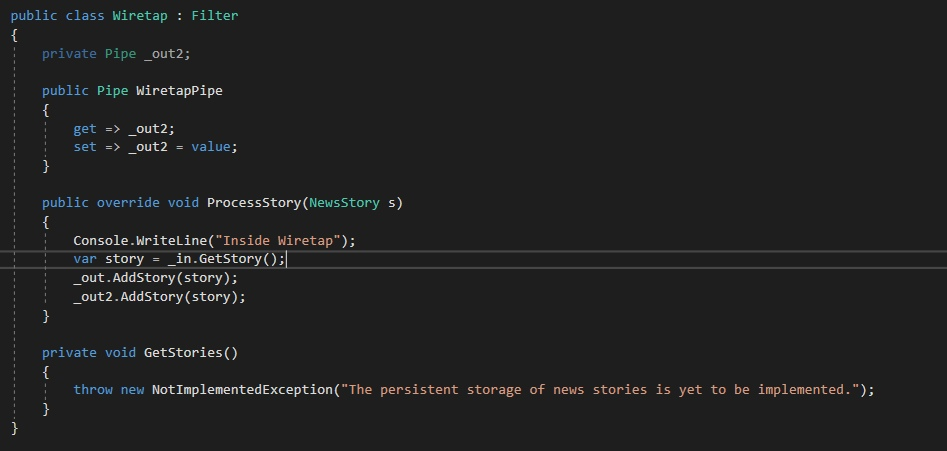 public class Wiretap : Filter
{
    private Pipe _out2;
    public Pipe WiretapPipe
    {
        get => _out2;
        set => _out2 = value;
    }
    public override void ProcessStory(NewsStory s)
    {
        Console.WriteLine("Inside Wiretap");
        var story = _in.GetStory();
        _out.AddStory(story);
        _out2.AddStory(story);
    }
    private void GetStories()
    {
        throw new NotImplementedException("The persistent storage of news stories is yet to be implemented.");
    }
}